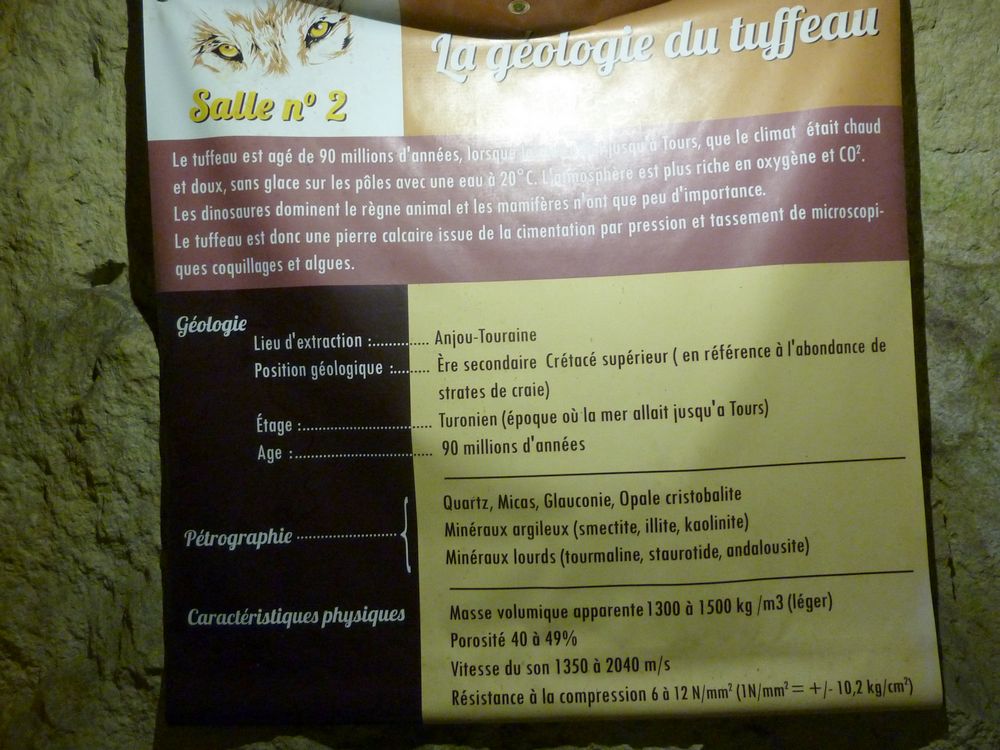 La géologie du tuffeau
Salle nº 2
Le tuffeau est agé de 90 millions d'années, lorsque jusqu'à Tours, que le climat était chaud
et doux, sans glace sur les pôles avec une eau à 20°C. L'atmosphère est plus riche en oxygène et CO².
Les dinosaures dominent le règne animal et les mamifères n'ont que peu d'importance.
Le tuffeau est donc une pierre calcaire issue de la cimentation par pression et tassement de microscopi-
ques coquillages et algues.
Géologie
Lieu d'extraction :............. Anjou-Touraine
Position géologique :........ Ère secondaire Crétacé supérieur ( en référence à l'abondance de
strates de craie)
Étage :............................. Turonien (époque où la mer allait jusqu'a Tours)
Age :............................... 90 millions d'années
Pétrographie ........................
Quartz, Micas, Glauconie, Opale cristobalite
Minéraux argileux (smectite, illite, kaolinite)
Minéraux lourds (tourmaline, staurotide, andalousite)
Caractéristiques physiques
Masse volumique apparente 1300 à 1500 kg /m3 (léger)
Porosité 40 à 49%
Vitesse du son 1350 à 2040 m/s
Résistance à la compression 6 à 12 N/mm² (1N/mm² = +/- 10,2 kg/cm²)